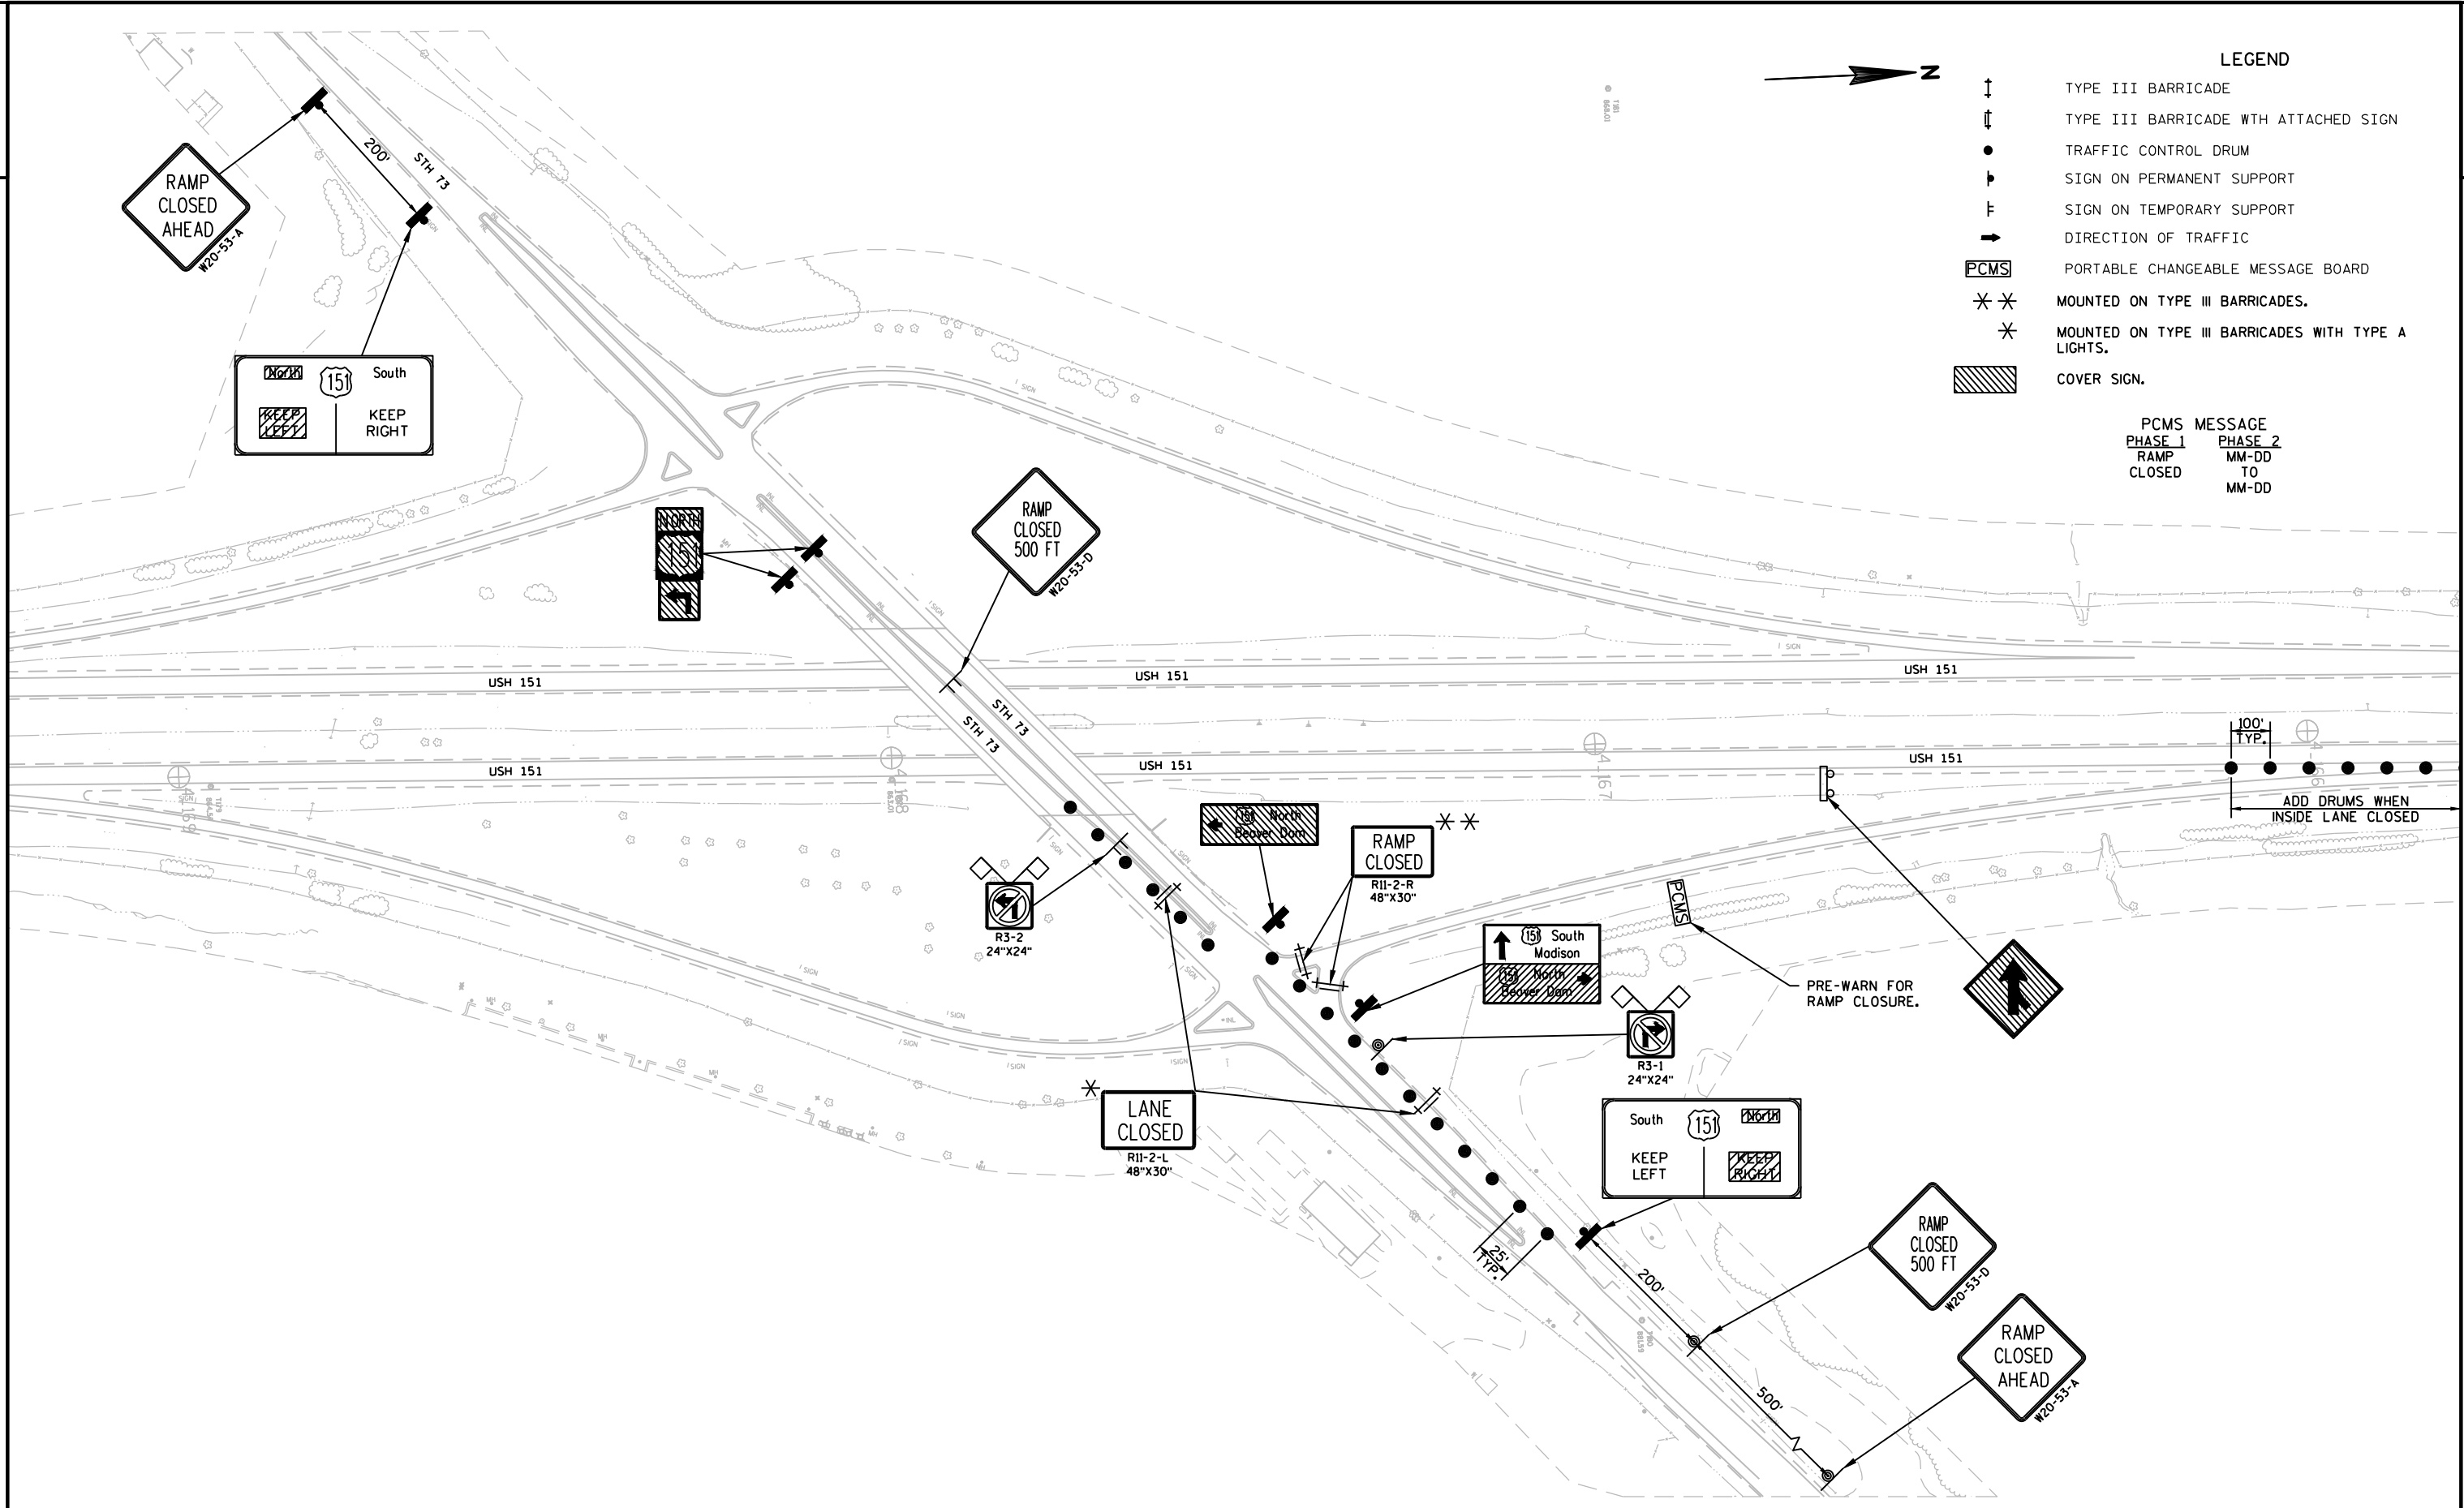 N
LEGEND
TYPE III BARRICADE
TYPE III BARRICADE WTH ATTACHED SIGN
TRAFFIC CONTROL DRUM
SIGN ON PERMANENT SUPPORT
SIGN ON TEMPORARY SUPPORT
DIRECTION OF TRAFFIC
PCMS PORTABLE CHANGEABLE MESSAGE BOARD
MOUNTED ON TYPE III BARRICADES.
MOUNTED ON TYPE III BARRICADES WITH TYPE A
LIGHTS.
COVER SIGN.
PCMS MESSAGE
PHASE 1 PHASE 2
RAMP MM-DD
CLOSED TO
MM-DD
RAMP
CLOSED
AHEAD
W20-53-A
200'
STH 73
North 151 South
KEEP KEEP
LEFT RIGHT
NORTH
151
RAMP
CLOSED
500 FT
W20-53-D
USH 151
USH 151
USH 151
STH 73
STH 73
USH 151
USH 151
USH 151
100'
TYP.
ADD DRUMS WHEN
INSIDE LANE CLOSED
151 North
Beaver Dam
RAMP
CLOSED
R11-2-R
48"X30"
R3-2
24"X24"
PCMS
PRE-WARN FOR
RAMP CLOSURE.
151 South
Madison
151 North
Beaver Dam
R3-1
24"X24"
LANE
CLOSED
R11-2-L
48"X30"
South 151 North
KEEP KEEP
LEFT RIGHT
25'
TYP.
200'
RAMP
CLOSED
500 FT
W20-53-D
500'
RAMP
CLOSED
AHEAD
W20-53-A